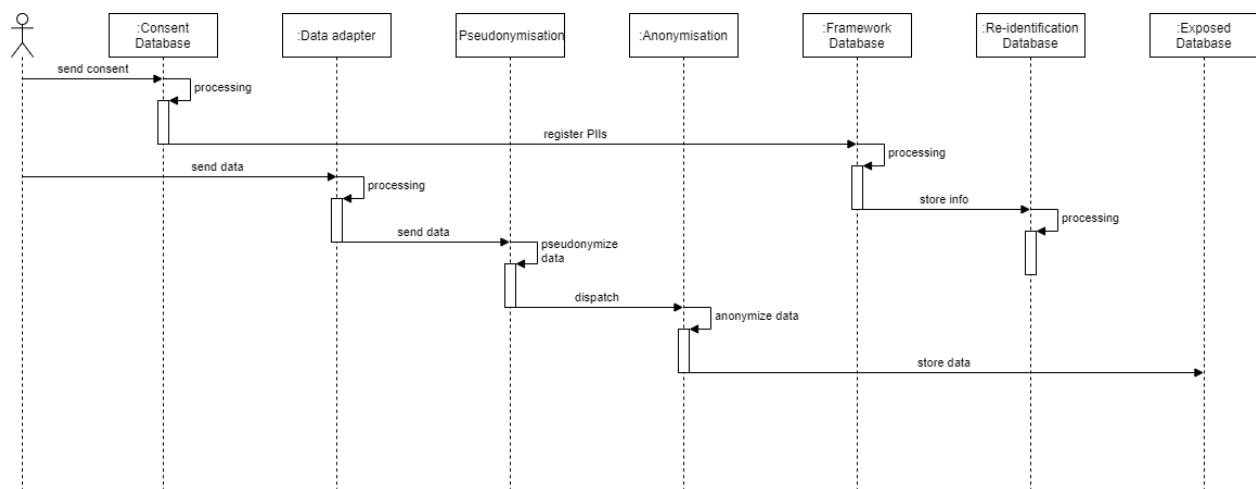 :Consent
Database
:Data adapter
:Pseudonymisation
:Anonymisation
:Framework
Database
:Re-identification
Database
:Exposed
Database
send consent
processing
register PIIs
processing
send data
processing
store info
processing
send data
pseudonymize
data
dispatch
anonymize data
store data